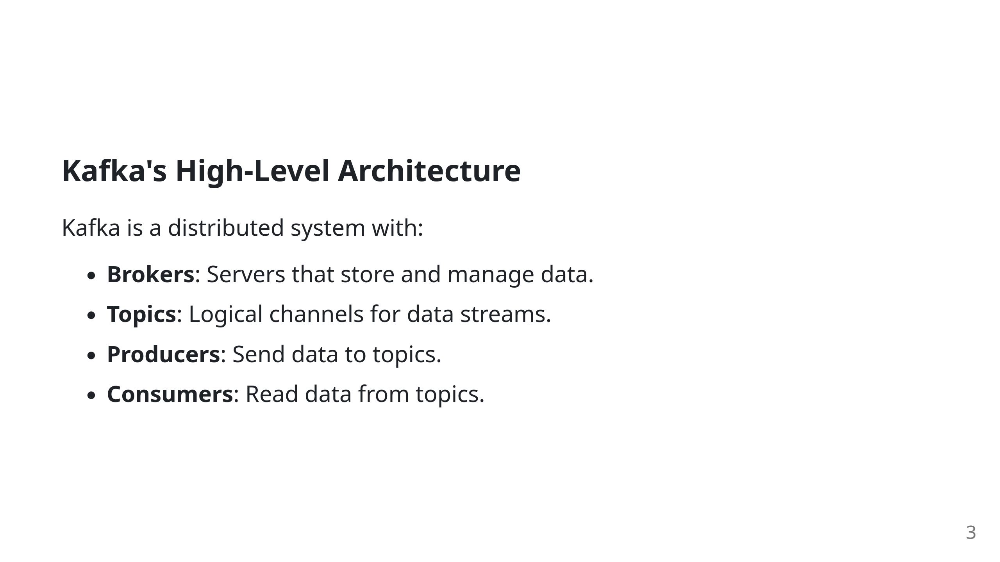 Kafka's High-Level Architecture
Kafka is a distributed system with:
• Brokers: Servers that store and manage data.
• Topics: Logical channels for data streams.
• Producers: Send data to topics.
• Consumers: Read data from topics.
3